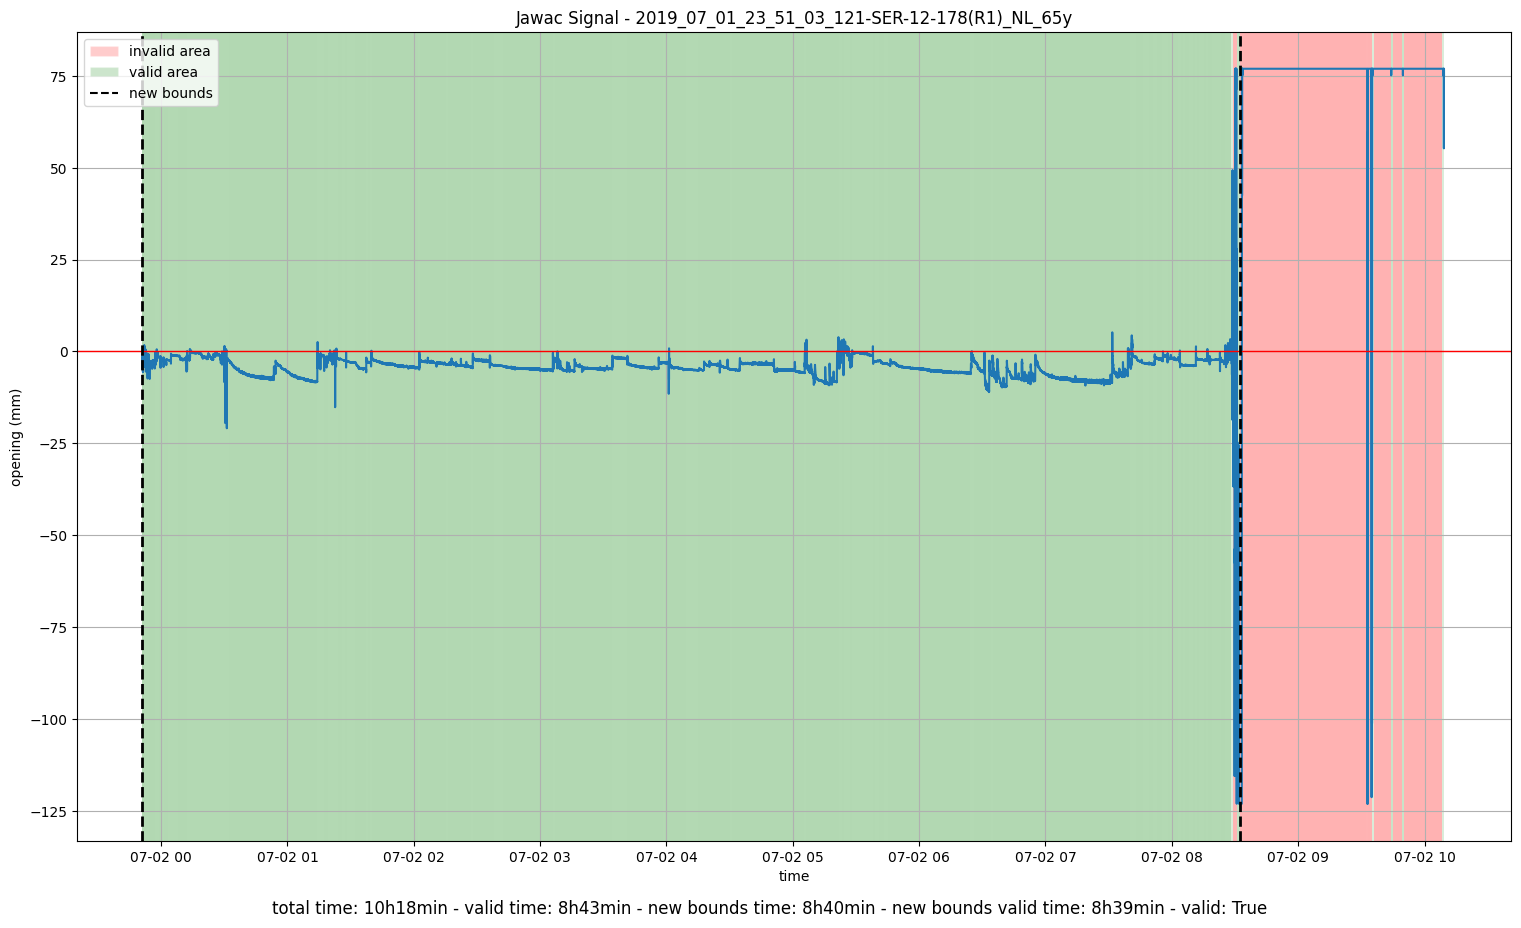 Jawac Signal - 2019_07_01_23_51_03_121-SER-12-178(R1)_NL_65y
invalid area
valid area
new bounds
75
50
25
0
−25
−50
−75
−100
−125
opening (mm)
07-02 00
07-02 01
07-02 02
07-02 03
07-02 04
07-02 05
07-02 06
07-02 07
07-02 08
07-02 09
07-02 10
time
total time: 10h18min - valid time: 8h43min - new bounds time: 8h40min - new bounds valid time: 8h39min - valid: True